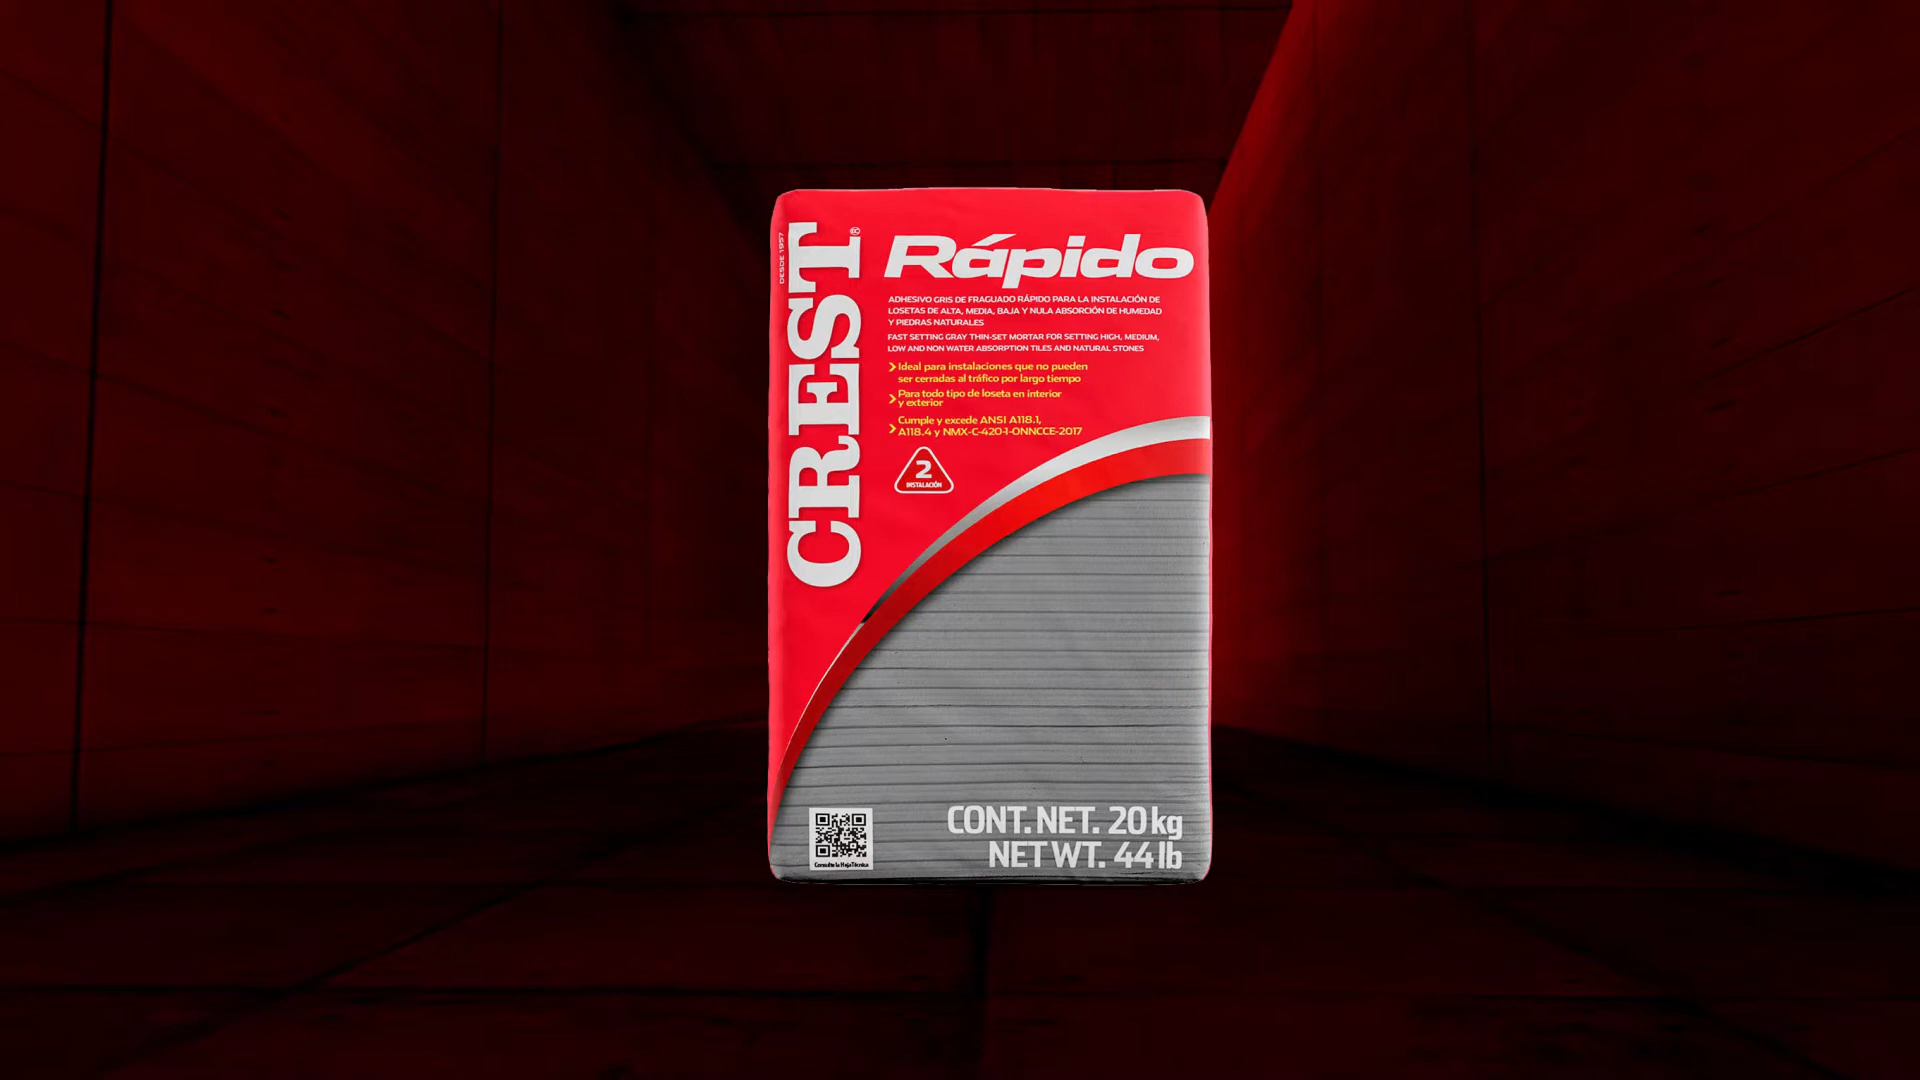 DESDE 1957
CREST®
Rápido
ADHESIVO GRIS DE FRAGUADO RÁPIDO PARA LA INSTALACIÓN DE
LOSETAS DE ALTA, MEDIA, BAJA Y NULA ABSORCIÓN DE HUMEDAD
Y PIEDRAS NATURALES
FAST SETTING GRAY THIN-SET MORTAR FOR SETTING HIGH, MEDIUM,
LOW AND NON WATER ABSORPTION TILES AND NATURAL STONES
Ideal para instalaciones que no pueden
ser cerradas al tráfico por largo tiempo
Para todo tipo de loseta en interior
y exterior
Cumple y excede ANSI A118.1,
A118.4 y NMX-C-420-1-ONNCCE-2017
2
INSTALACIÓN
Consulte la Hoja Técnica
CONT. NET. 20 kg
NET WT. 44 lb